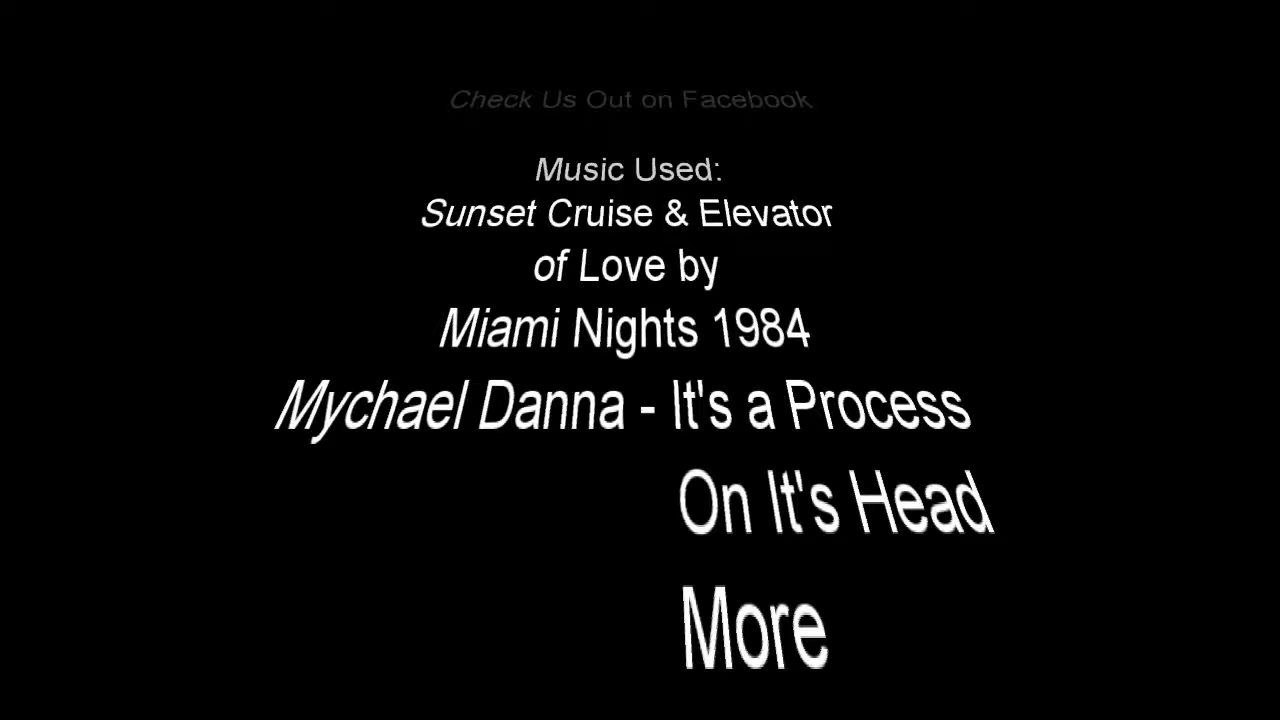 Check Us Out on Facebook
Music Used:
Sunset Cruise & Elevator
of Love by
Miami Nights 1984
Mychael Danna - It's a Process
On It's Head
More